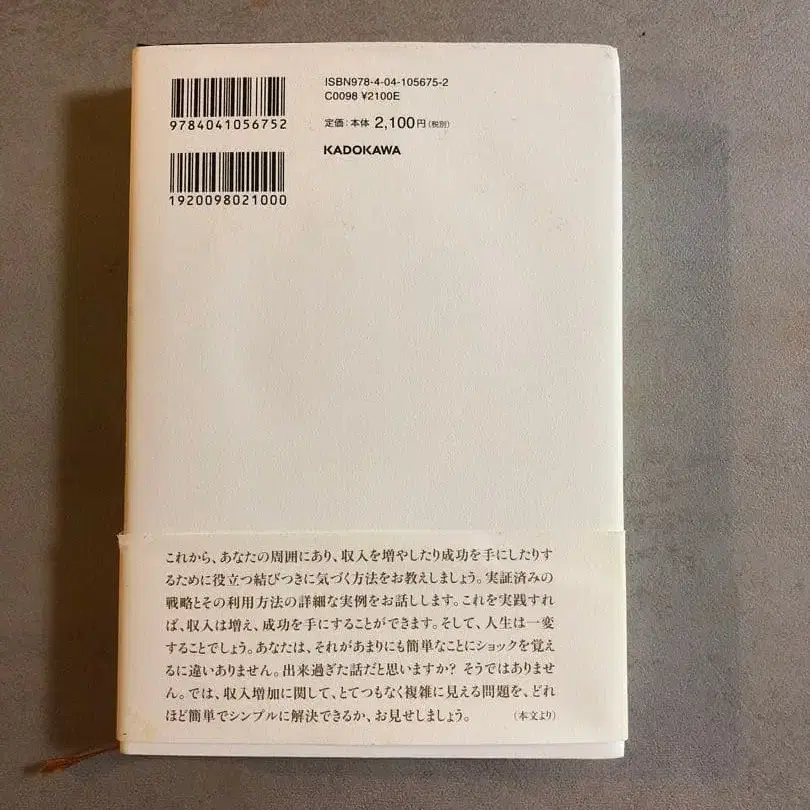 ISBN978-4-04-105675-2
C0098 ¥2100E
9784041056752
定価：本体 2,100円（税別）
KADOKAWA
1920098021000
これから、あなたの周囲にあり、収入を増やしたり成功を手にしたりす
るために役立つ結びつきに気づく方法をお教えしましょう。実証済みの
戦略とその利用方法の詳細な実例をお話しします。これを実践すれ
ば、収入は増え、成功を手にすることができます。そして、人生は一変
することでしょう。あなたは、それがあまりにも簡単なことにショックを覚え
るに違いありません。出来過ぎた話だと思いますか？ そうではありませ
ん。では、収入増加に関して、とてつもなく複雑に見える問題を、どれ
ほど簡単でシンプルに解決できるか、お見せしましょう。 （本文より）